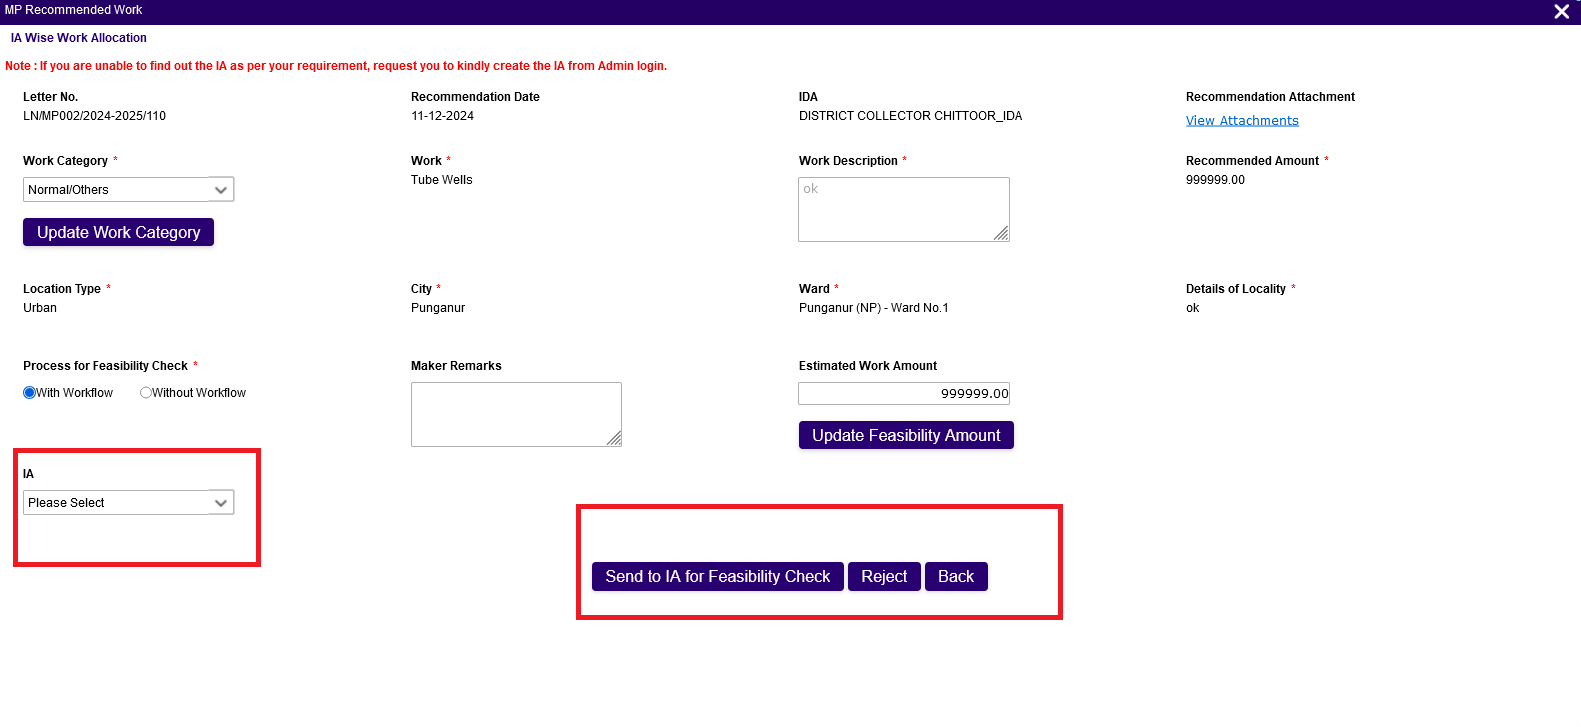 MP Recommended Work
IA Wise Work Allocation
Note : If you are unable to find out the IA as per your requirement, request you to kindly create the IA from Admin login.
Letter No. Recommendation Date IDA Recommendation Attachment
LN/MP002/2024-2025/110 11-12-2024 DISTRICT COLLECTOR CHITTOOR_IDA View Attachments
Work Category * Work * Work Description * Recommended Amount *
Normal/Others Tube Wells ok 999999.00
Update Work Category
Location Type * City * Ward * Details of Locality *
Urban Punganur Punganur (NP) - Ward No.1 ok
Process for Feasibility Check * Maker Remarks Estimated Work Amount
With Workflow Without Workflow 999999.00
Update Feasibility Amount
IA
Please Select
Send to IA for Feasibility Check Reject Back